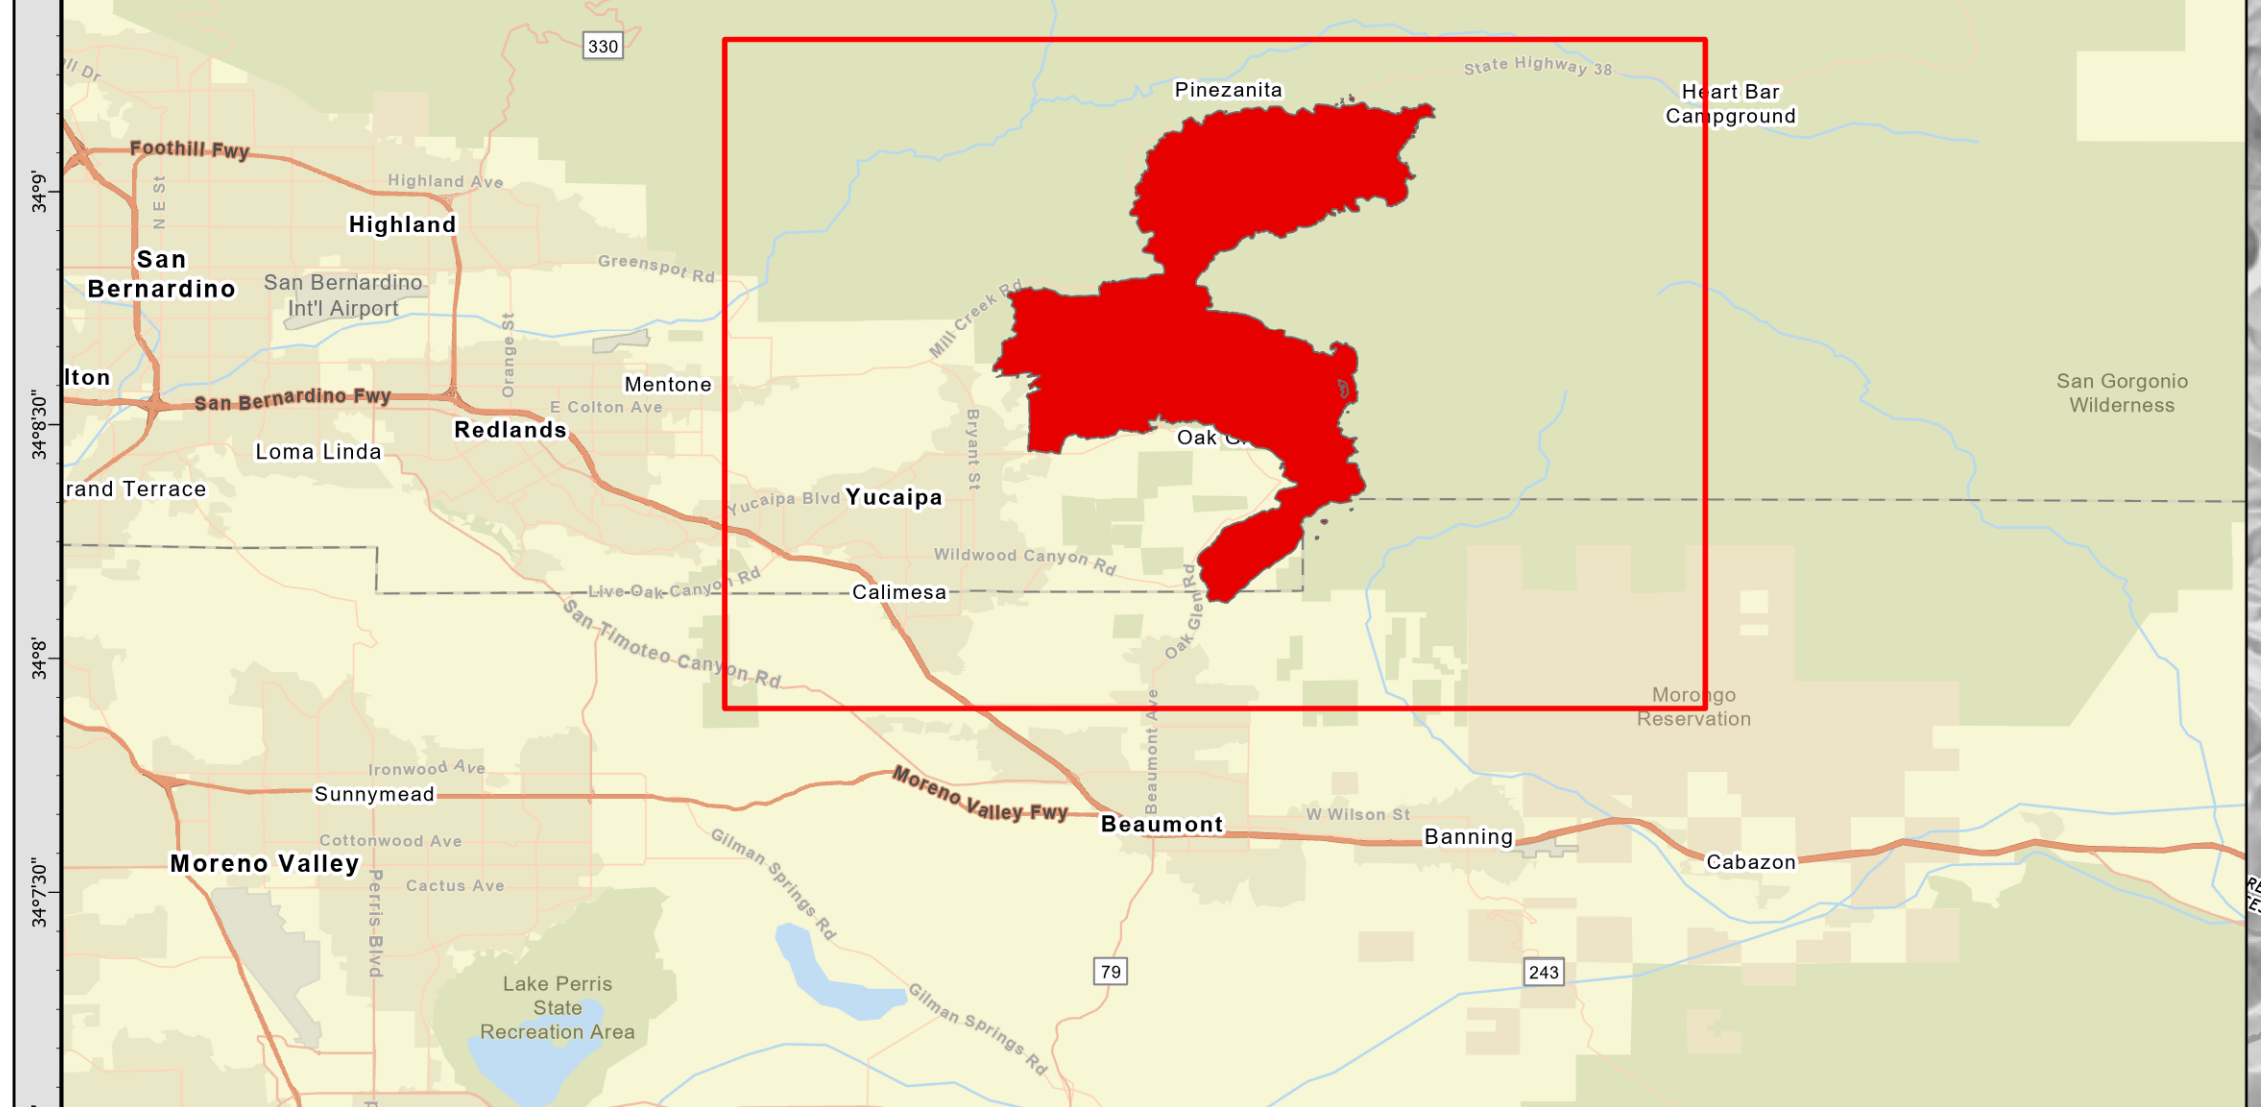 330
State Highway 38
ll Dr
Pinezanita
Heart Bar
Campground
Foothill Fwy
34°9'
Highland Ave
N E St
Highland
San
Bernardino
Greenspot Rd
San Bernardino
Int'l Airport
Mill Creek Rd
Orange St
lton
Mentone
San Gorgonio
Wilderness
San Bernardino Fwy
E Colton Ave
34°8'30"
Redlands
Bryant St
Oak G
Loma Linda
rand Terrace
Yucaipa Blvd
Yucaipa
Wildwood Canyon Rd
Live Oak Canyon Rd
Calimesa
Oak Glen Rd
San Timoteo Canyon Rd
34°8'
Morongo
Reservation
Beaumont Ave
Ironwood Ave
Sunnymead
Moreno Valley Fwy
W Wilson St
Beaumont
Banning
Cottonwood Ave
Cabazon
Moreno Valley
Gilman Springs Rd
Cactus Ave
Perris Blvd
34°7'30"
79
243
Lake Perris
State
Recreation Area
Gilman Springs Rd